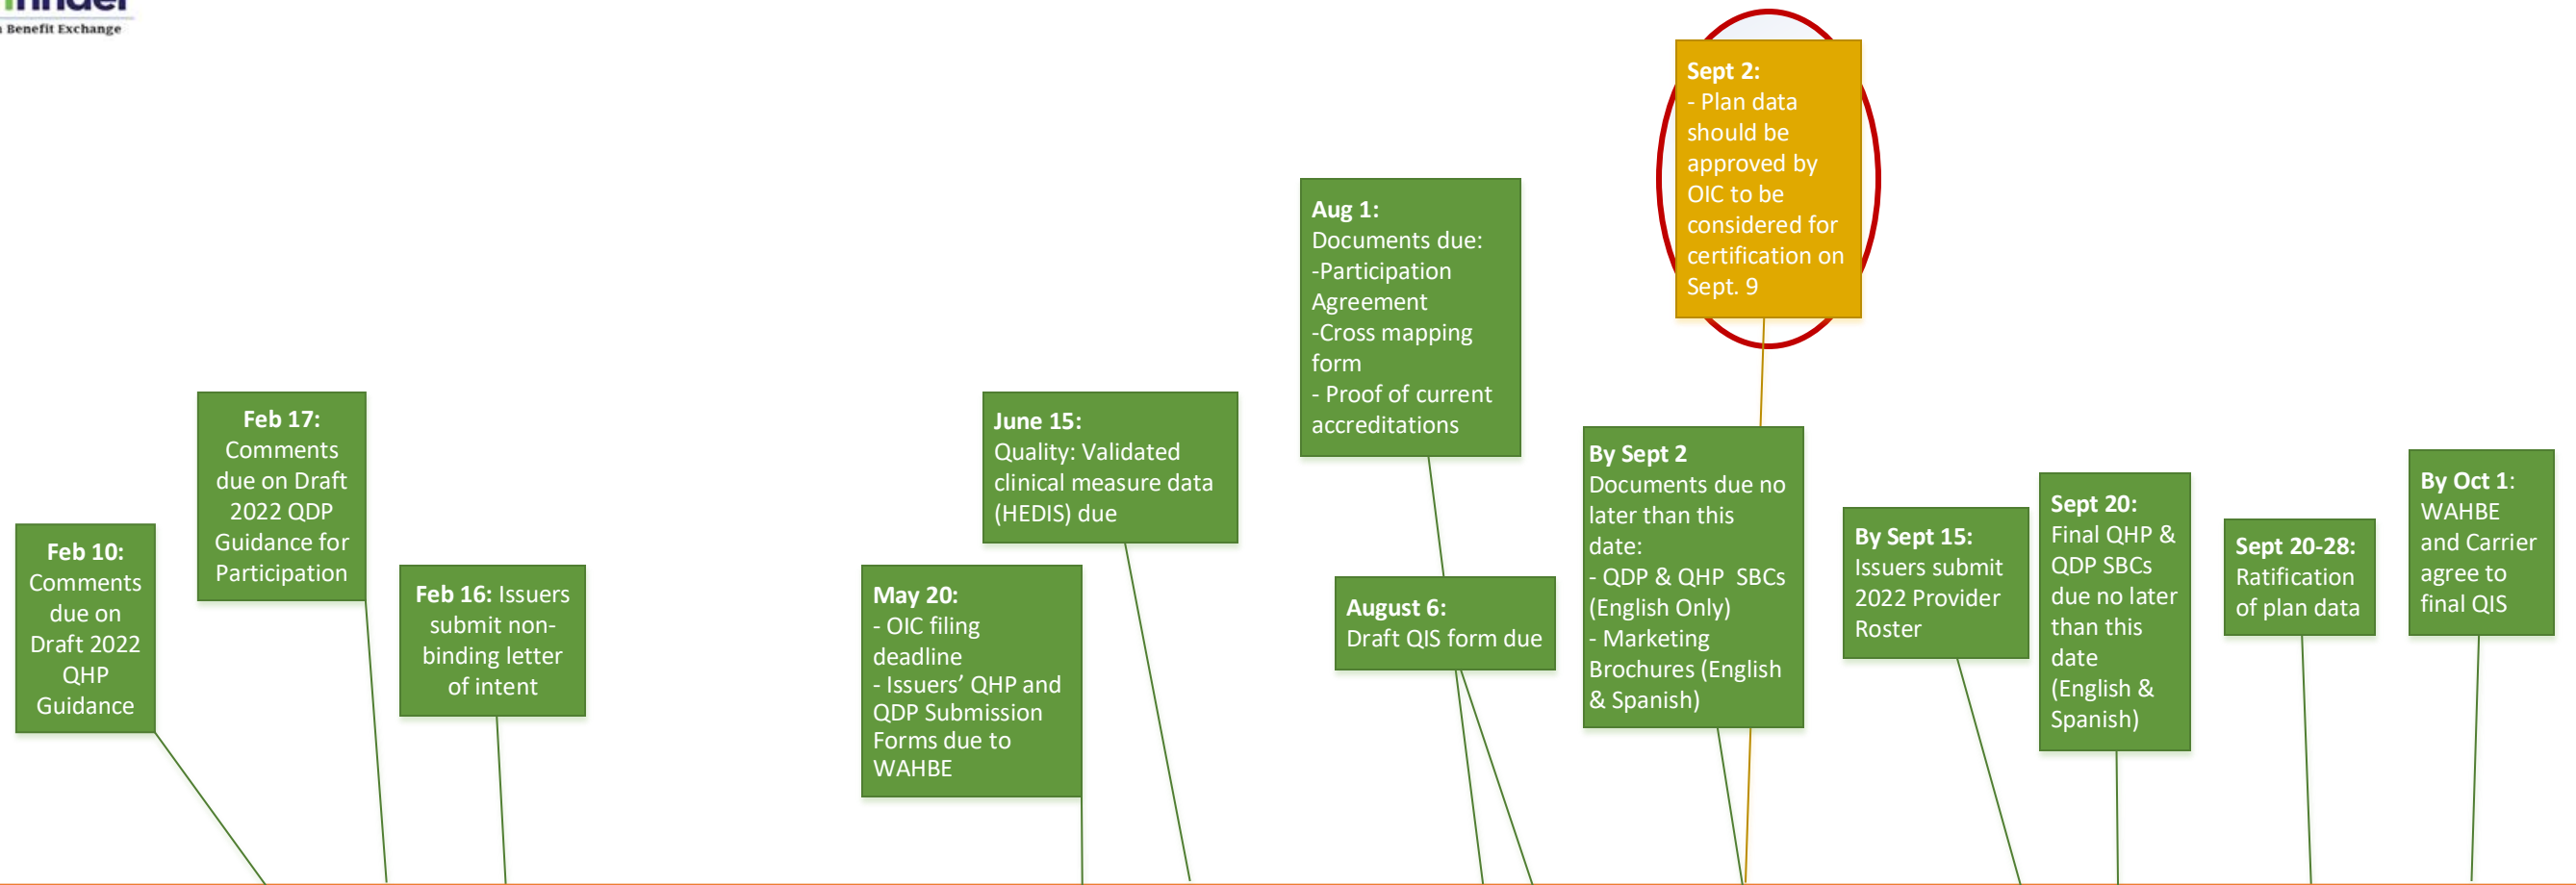 Benefit Exchange
Feb 10:
Comments
due on
Draft 2022
QHP
Guidance
Feb 17:
Comments
due on Draft
2022 QDP
Guidance for
Participation
Feb 16: Issuers
submit non-
binding letter
of intent
May 20:
- OIC filing
deadline
- Issuers’ QHP and
QDP Submission
Forms due to
WAHBE
June 15:
Quality: Validated
clinical measure data
(HEDIS) due
Aug 1:
Documents due:
-Participation
Agreement
-Cross mapping
form
- Proof of current
accreditations
August 6:
Draft QIS form due
Sept 2:
- Plan data
should be
approved by
OIC to be
considered for
certification on
Sept. 9
By Sept 2
Documents due no
later than this
date:
- QDP & QHP SBCs
(English Only)
- Marketing
Brochures (English
& Spanish)
By Sept 15:
Issuers submit
2022 Provider
Roster
Sept 20:
Final QHP &
QDP SBCs
due no later
than this
date
(English &
Spanish)
Sept 20-28:
Ratification
of plan data
By Oct 1:
WAHBE
and Carrier
agree to
final QIS